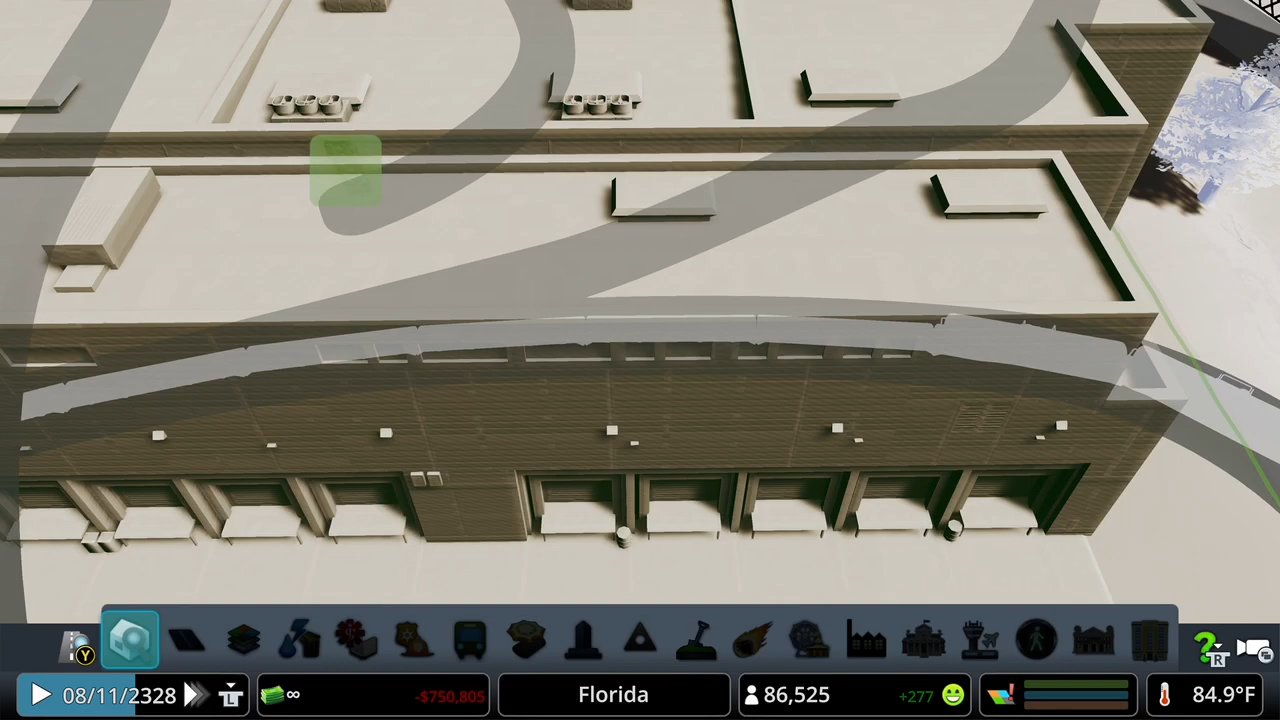 Y
08/11/2328
L
∞
-$750,805
Florida
86,525
+277
R
84.9°F